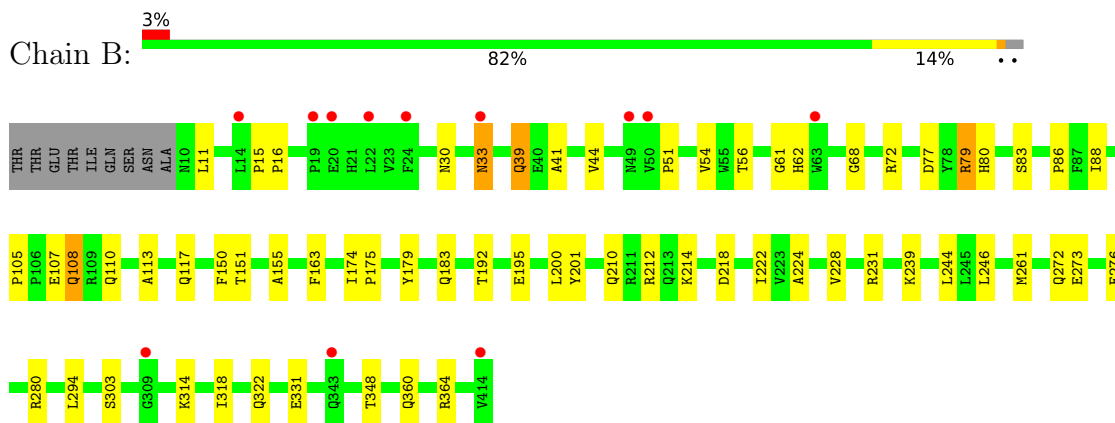 3%
Chain B:
82% 14% • •
THR THR GLU THR ILE GLN SER ASN ALA N10 L11 L14 P15 P16 P19 E20 H21 L22 V23 F24 N30 N33 Q39 E40 A41 V44 N49 V50 P51 V54 W55 T56 G61 H62 W63 G68 R72 D77 Y78 R79 H80 S83 P86 F87 I88
P105 P106 E107 Q108 R109 Q110 A113 Q117 F150 T151 A155 F163 I174 P175 Y179 Q183 T192 E195 L200 Y201 Q210 R211 R212 Q213 K214 D218 I222 V223 A224 V228 R231 K239 L244 L245 L246 M261 Q272 E273
R280 L294 S303 G309 K314 I318 Q322 E331 Q343 T348 Q360 R364 V414